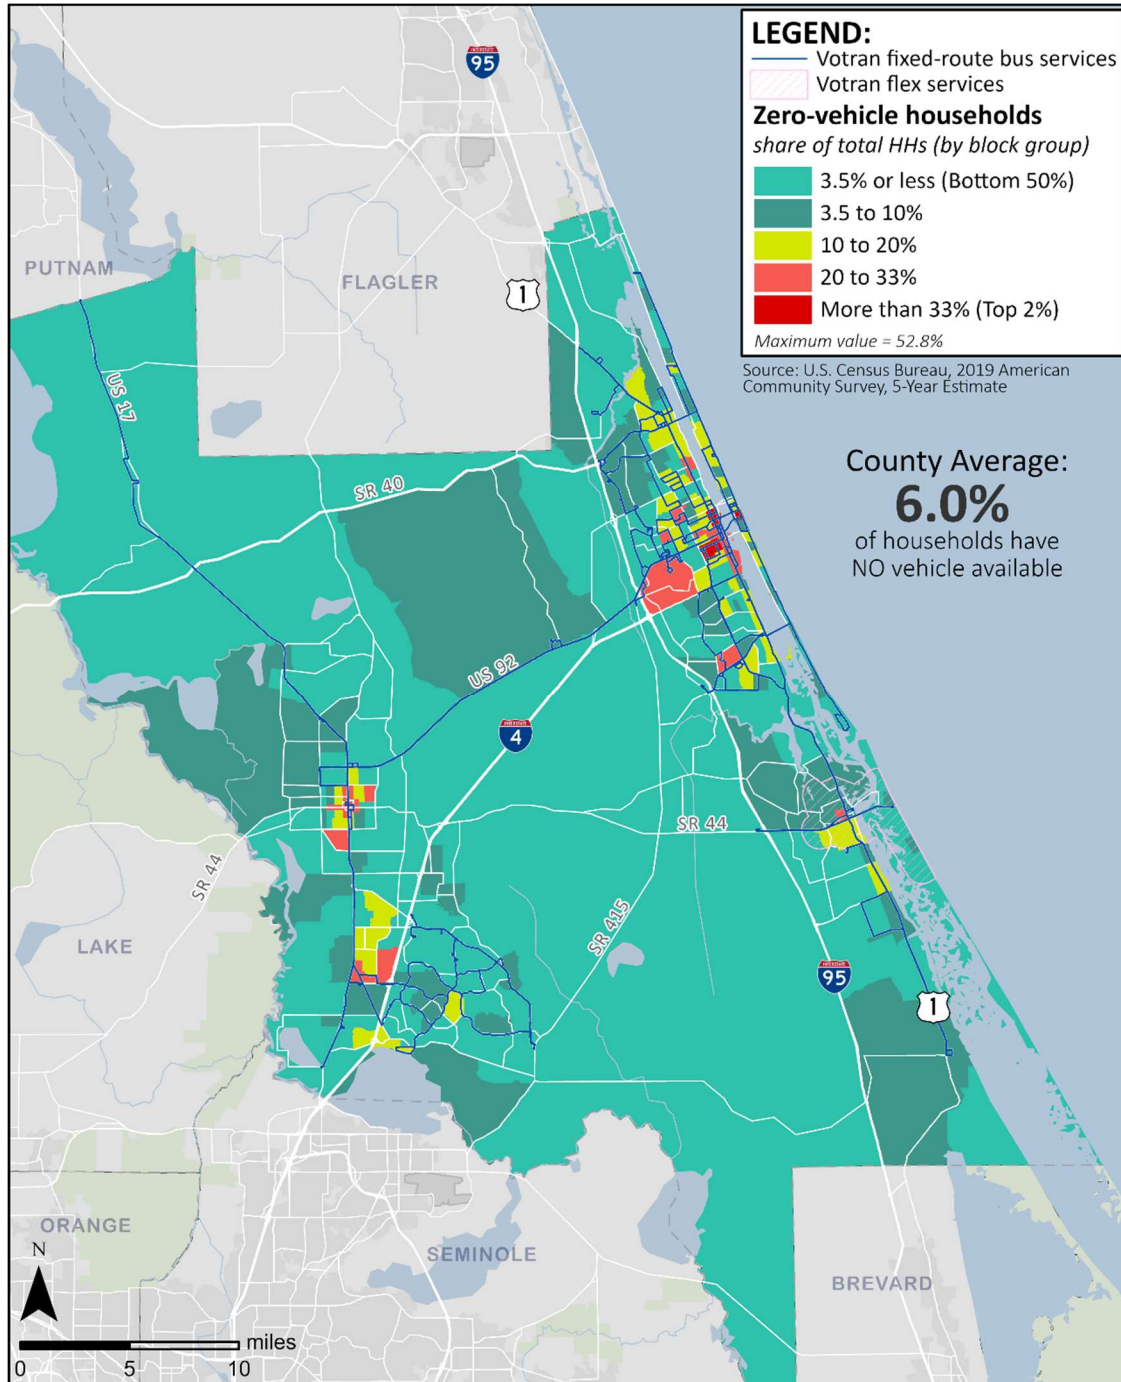 LEGEND:
Votran fixed-route bus services
Votran flex services
Zero-vehicle households
share of total HHs (by block group)
3.5% or less (Bottom 50%)
3.5 to 10%
10 to 20%
20 to 33%
More than 33% (Top 2%)
Maximum value = 52.8%
Source: U.S. Census Bureau, 2019 American
Community Survey, 5-Year Estimate
County Average:
6.0%
of households have
NO vehicle available
INTERSTATE
95
PUTNAM
FLAGLER
1
US 17
SR 40
US 92
INTERSTATE
4
SR 44
SR 44
SR 415
LAKE
INTERSTATE
95
1
ORANGE
SEMINOLE
BREVARD
N
miles
0 5 10